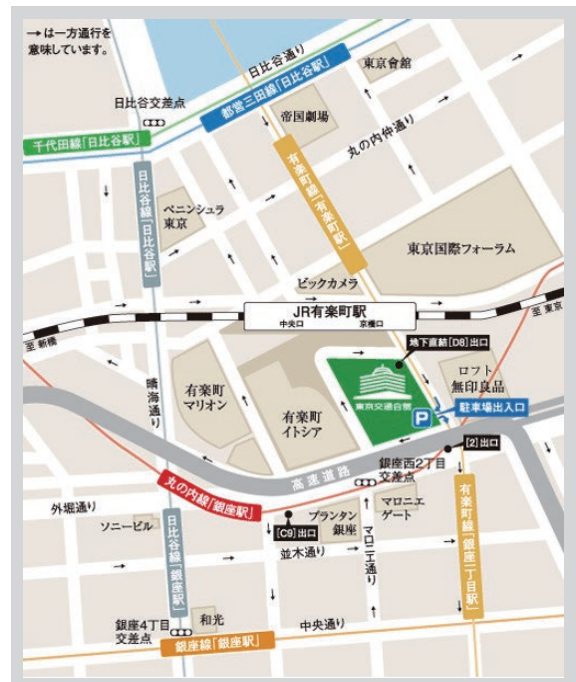 →は一方通行を
意味しています。
日比谷通り
東京會舘
日比谷交差点
都営三田線「日比谷駅」
千代田線「日比谷駅」
帝国劇場
丸の内仲通り
日比谷線「日比谷駅」
有楽町線「有楽町駅」
ペニンシュラ
東京
東京国際フォーラム
ビックカメラ
JR有楽町駅
中央口
京橋口
至 新橋
至 東京
地下直結[D8]出口
晴海通り
有楽町
マリオン
有楽町
イトシア
東京交通会館
ロフト
無印良品
P
駐車場出入口
[2]出口
高速道路
銀座西2丁目
交差点
丸の内線「銀座駅」
外堀通り
ソニービル
日比谷線「銀座駅」
[C9]出口
プランタン
銀座
マロニエ
ゲート
並木通り
マロニエ通り
有楽町線「銀座一丁目駅」
銀座4丁目
交差点
和光
中央通り
銀座線「銀座駅」